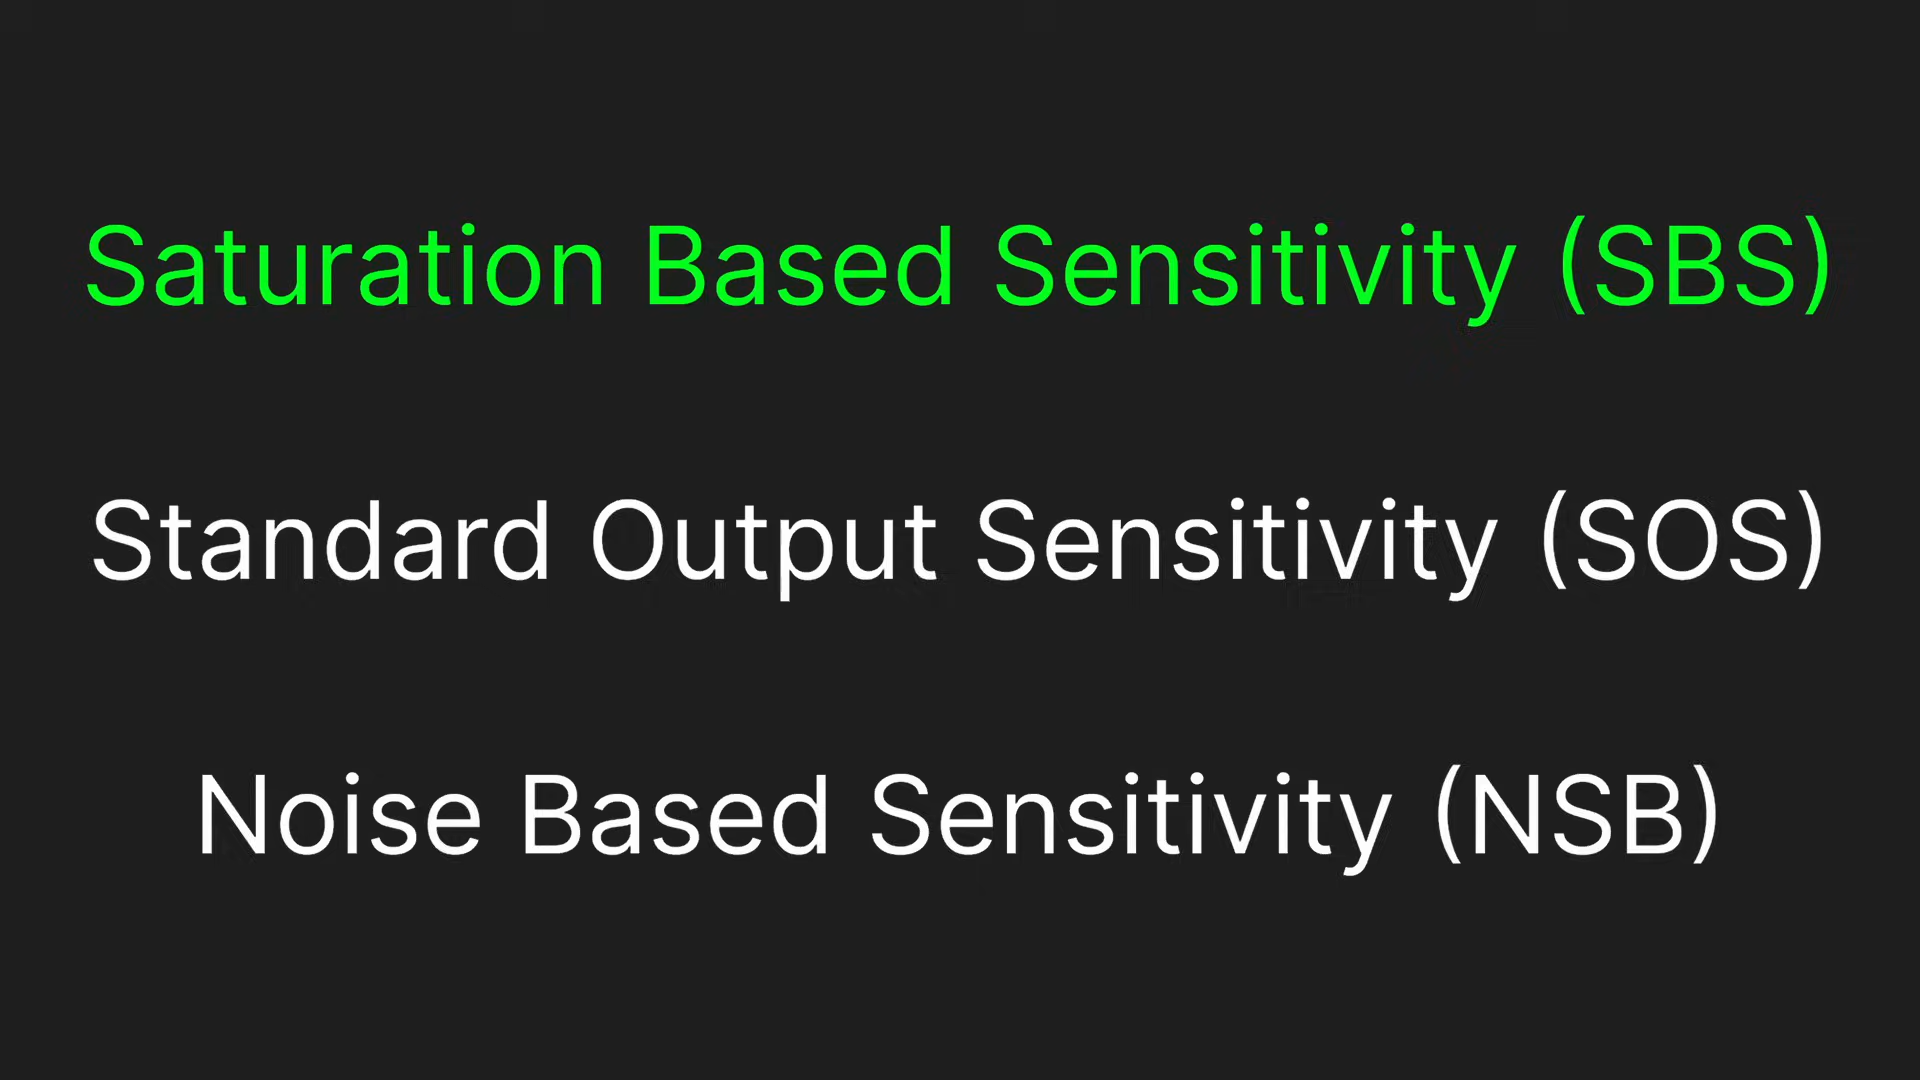 Saturation Based Sensitivity (SBS)
Standard Output Sensitivity (SOS)
Noise Based Sensitivity (NSB)